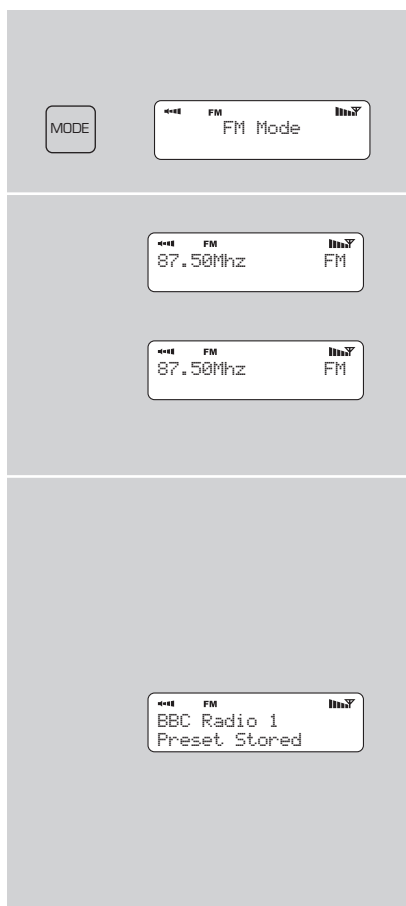 MODE
FM
FM Mode
FM
87.50Mhz FM
FM
87.50Mhz FM
FM
BBC Radio 1
Preset Stored